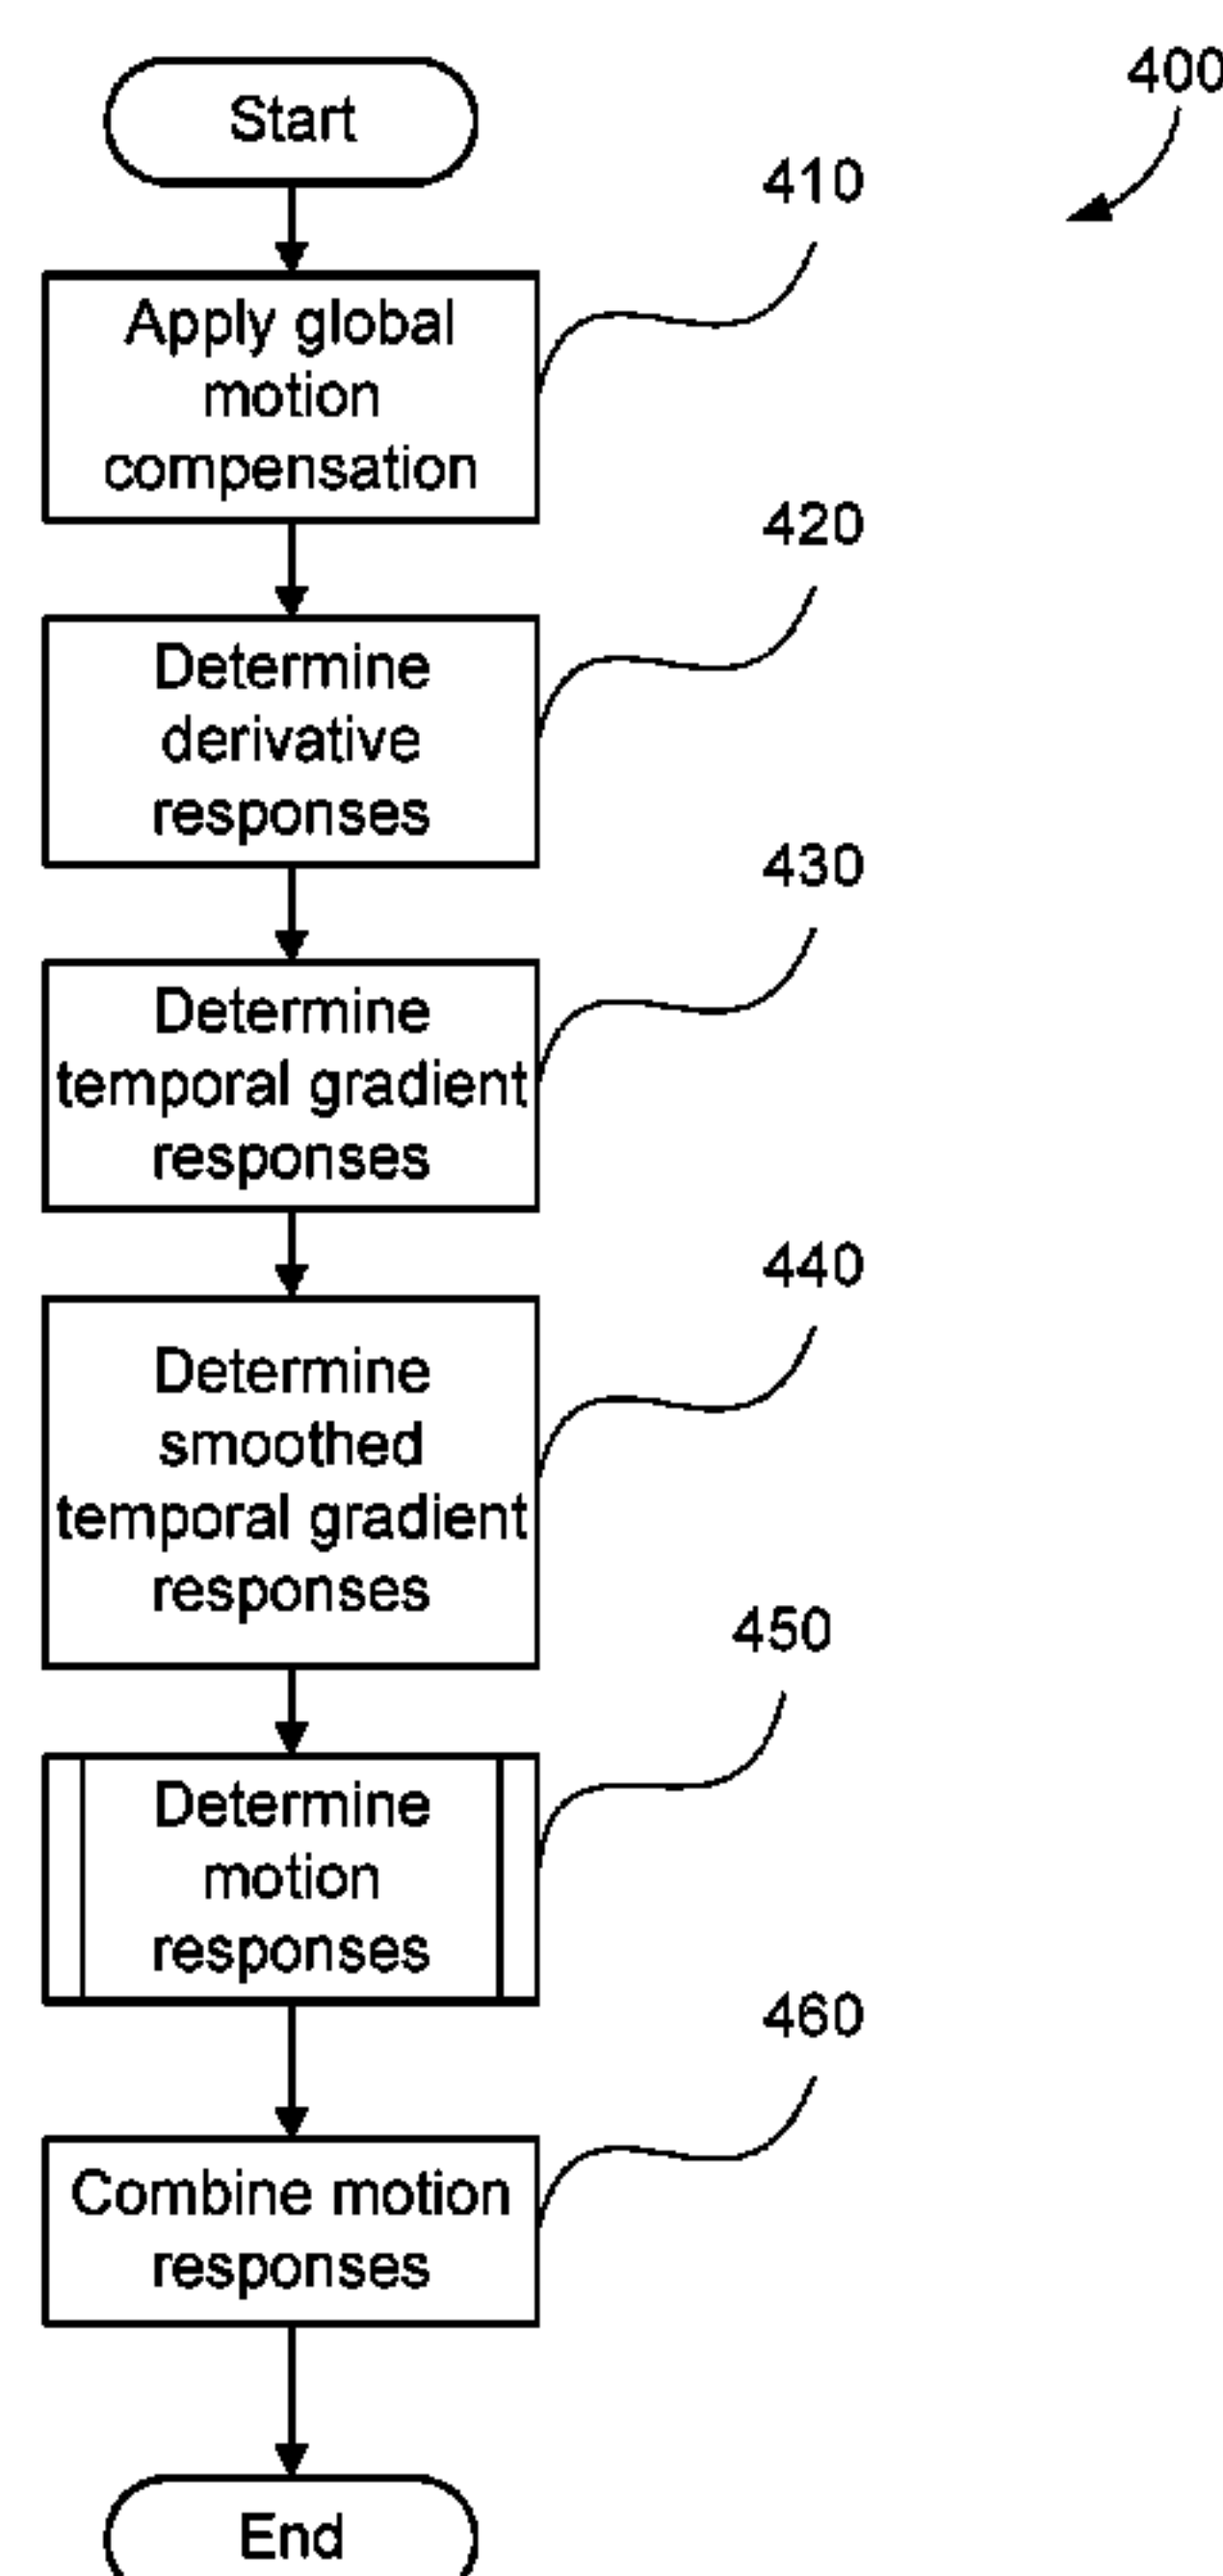 Start
400
410
Apply global
motion
compensation
420
Determine
derivative
responses
430
Determine
temporal gradient
responses
440
Determine
smoothed
temporal gradient
responses
450
Determine
motion
responses
460
Combine motion
responses
End